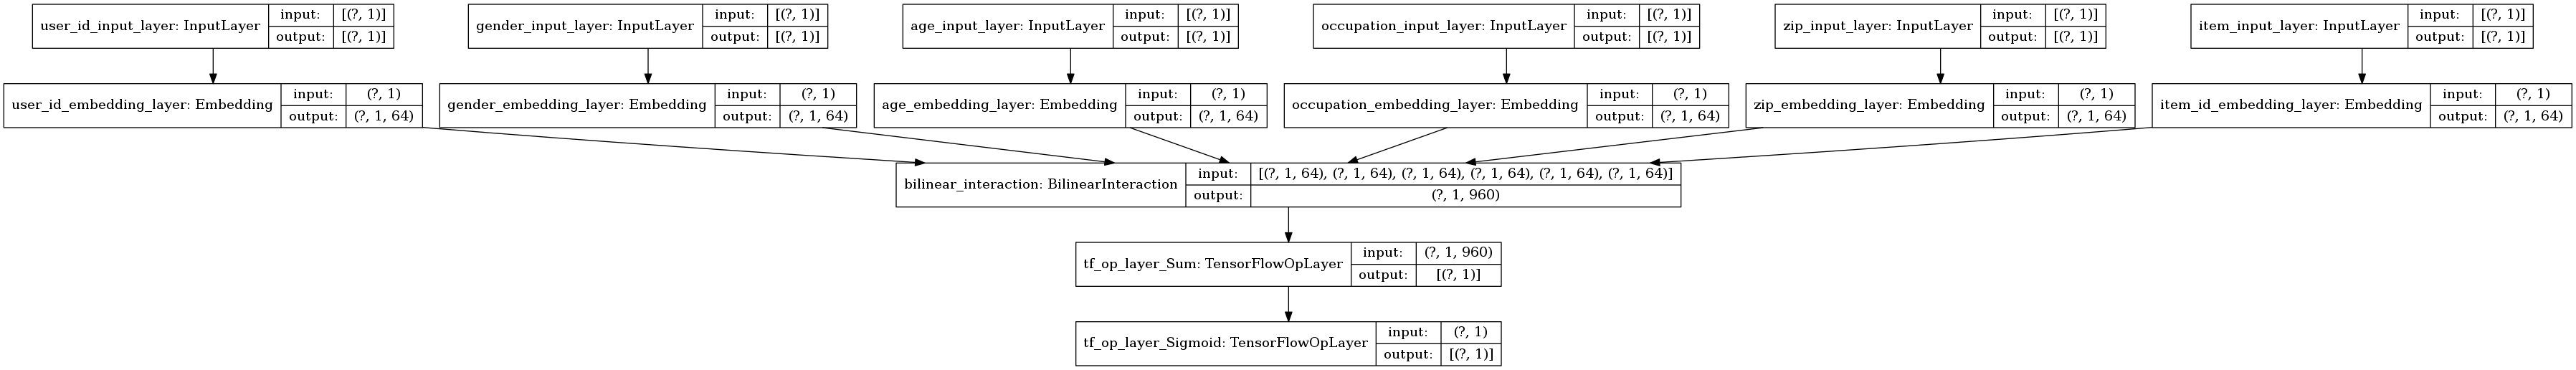 user_id_input_layer: InputLayer input: [(?, 1)] output: [(?, 1)]
gender_input_layer: InputLayer input: [(?, 1)] output: [(?, 1)]
age_input_layer: InputLayer input: [(?, 1)] output: [(?, 1)]
occupation_input_layer: InputLayer input: [(?, 1)] output: [(?, 1)]
zip_input_layer: InputLayer input: [(?, 1)] output: [(?, 1)]
item_input_layer: InputLayer input: [(?, 1)] output: [(?, 1)]
user_id_embedding_layer: Embedding input: (?, 1) output: (?, 1, 64)
gender_embedding_layer: Embedding input: (?, 1) output: (?, 1, 64)
age_embedding_layer: Embedding input: (?, 1) output: (?, 1, 64)
occupation_embedding_layer: Embedding input: (?, 1) output: (?, 1, 64)
zip_embedding_layer: Embedding input: (?, 1) output: (?, 1, 64)
item_id_embedding_layer: Embedding input: (?, 1) output: (?, 1, 64)
bilinear_interaction: BilinearInteraction input: [(?, 1, 64), (?, 1, 64), (?, 1, 64), (?, 1, 64), (?, 1, 64), (?, 1, 64)] output: (?, 1, 960)
tf_op_layer_Sum: TensorFlowOpLayer input: (?, 1, 960) output: [(?, 1)]
tf_op_layer_Sigmoid: TensorFlowOpLayer input: (?, 1) output: [(?, 1)]